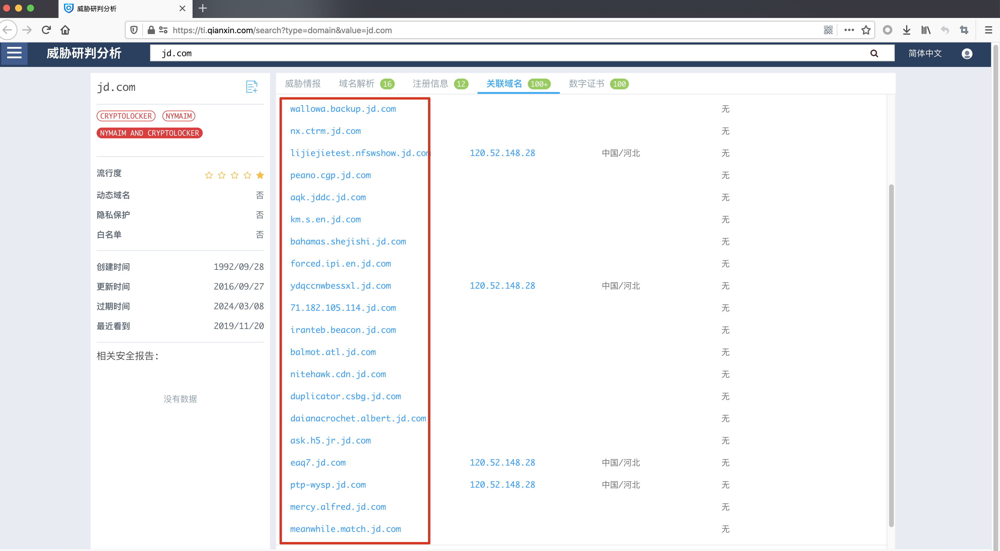 威胁研判分析
https://ti.qianxin.com/search?type=domain&value=jd.com
威胁研判分析
jd.com
简体中文
jd.com
CRYPTOLOCKER NYMAIM
NYMAIM AND CRYPTOLOCKER
流行度
动态域名 否
隐私保护 否
白名单 否
创建时间 1992/09/28
更新时间 2016/09/27
过期时间 2024/03/08
最近看到 2019/11/20
相关安全报告:
没有数据
威胁情报 域名解析 16 注册信息 12 关联域名 100+ 数字证书 100
wallowa.backup.jd.com 无
nx.ctrm.jd.com 无
lijiejietest.nfswshow.jd.com 120.52.148.28 中国/河北 无
peano.cgp.jd.com 无
aqk.jddc.jd.com 无
km.s.en.jd.com 无
bahamas.shejishi.jd.com 无
forced.ipi.en.jd.com 无
ydqccnwbessxl.jd.com 120.52.148.28 中国/河北 无
71.182.105.114.jd.com 无
iranteb.beacon.jd.com 无
balmot.atl.jd.com 无
nitehawk.cdn.jd.com 无
duplicator.csbg.jd.com 无
daianacrochet.albert.jd.com 无
ask.h5.jr.jd.com 无
eaq7.jd.com 120.52.148.28 中国/河北 无
ptp-wysp.jd.com 120.52.148.28 中国/河北 无
mercy.alfred.jd.com 无
meanwhile.match.jd.com 无